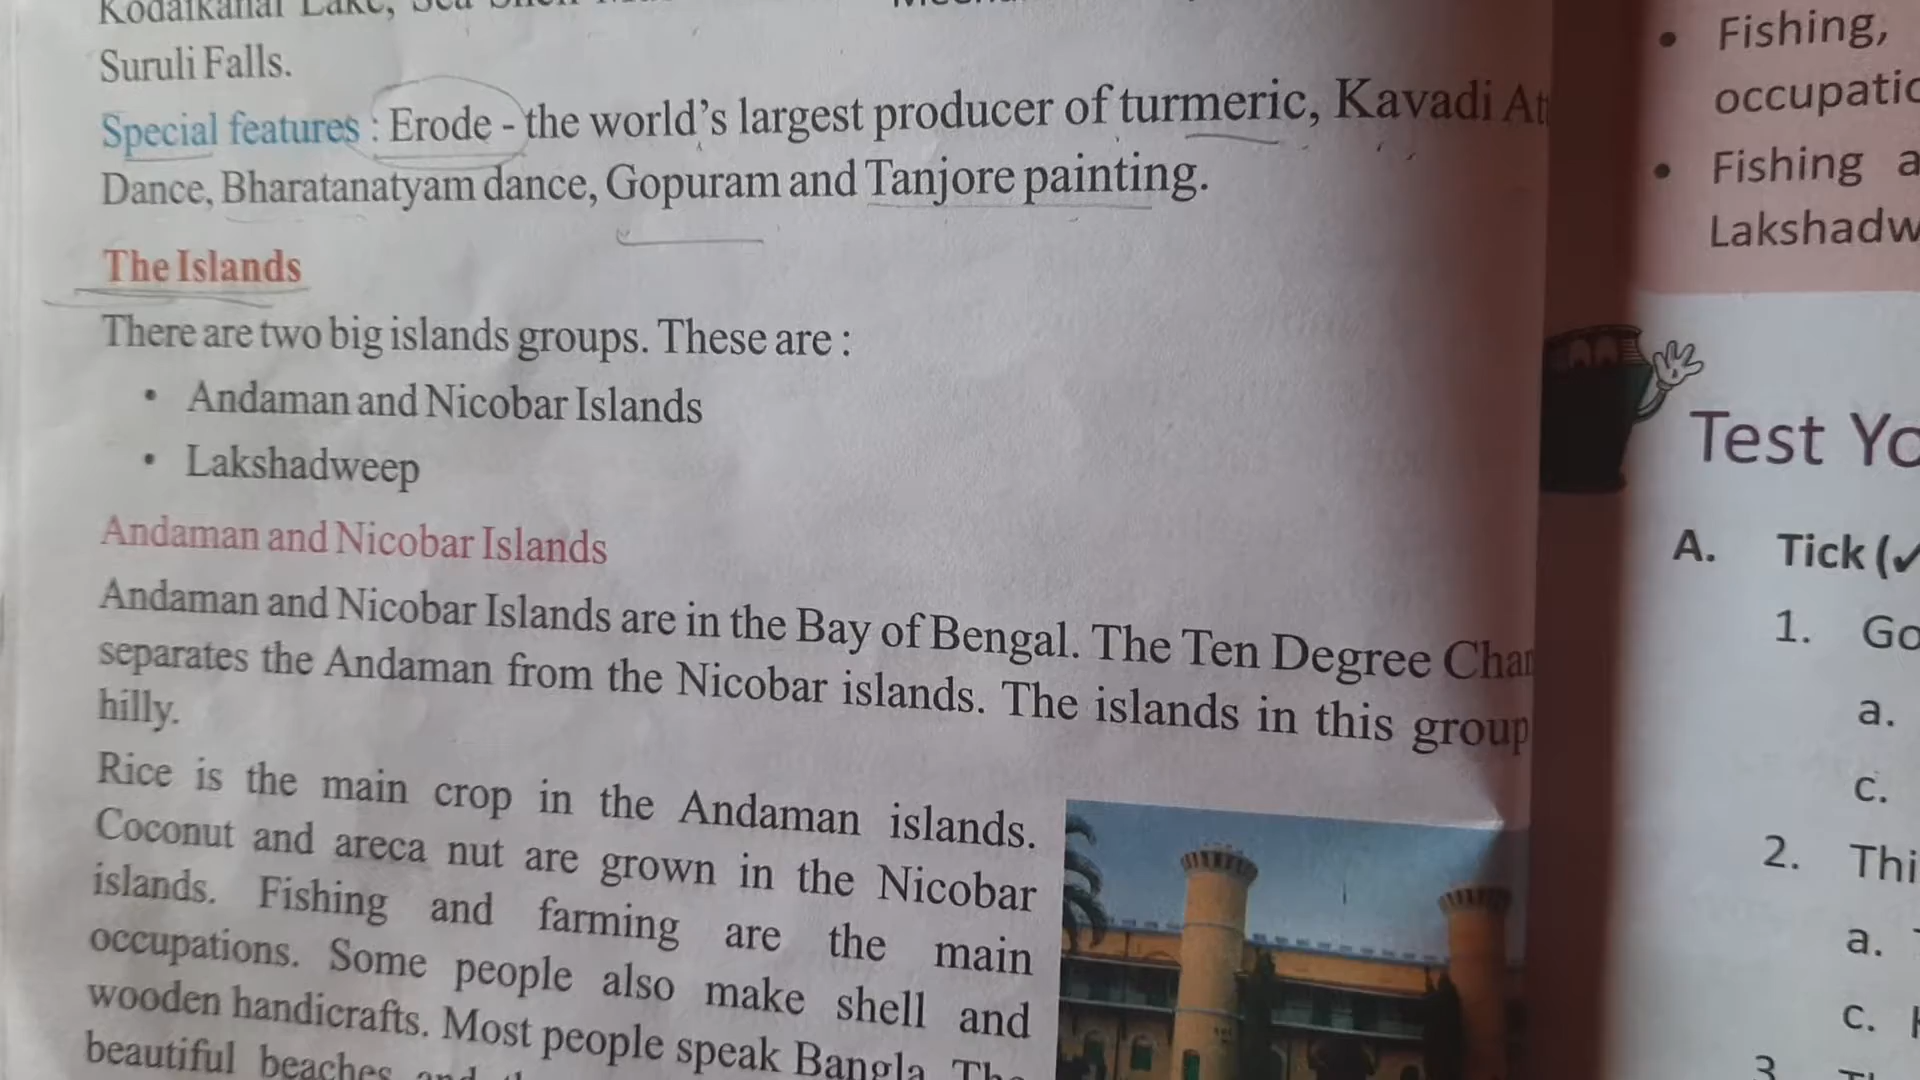 Kodaikanal Lake, Sea Shell
Suruli Falls.
Special features : Erode - the world's largest producer of turmeric, Kavadi
Dance, Bharatanatyam dance, Gopuram and Tanjore painting.
The Islands
There are two big islands groups. These are :
• Andaman and Nicobar Islands
• Lakshadweep
Andaman and Nicobar Islands
Andaman and Nicobar Islands are in the Bay of Bengal. The Ten Degree
separates the Andaman from the Nicobar islands. The islands in this group
hilly.
Rice is the main crop in the Andaman islands.
Coconut and areca nut are grown in the Nicobar
islands. Fishing and farming are the main
occupations. Some people also make shell and
wooden handicrafts. Most people speak Bangla. The
beautiful beaches and
• Fishing,
occupatio
• Fishing a
Lakshadw
Test Yo
A. Tick (✓
1. Go
a.
c.
2. Thi
a.
c.
3.